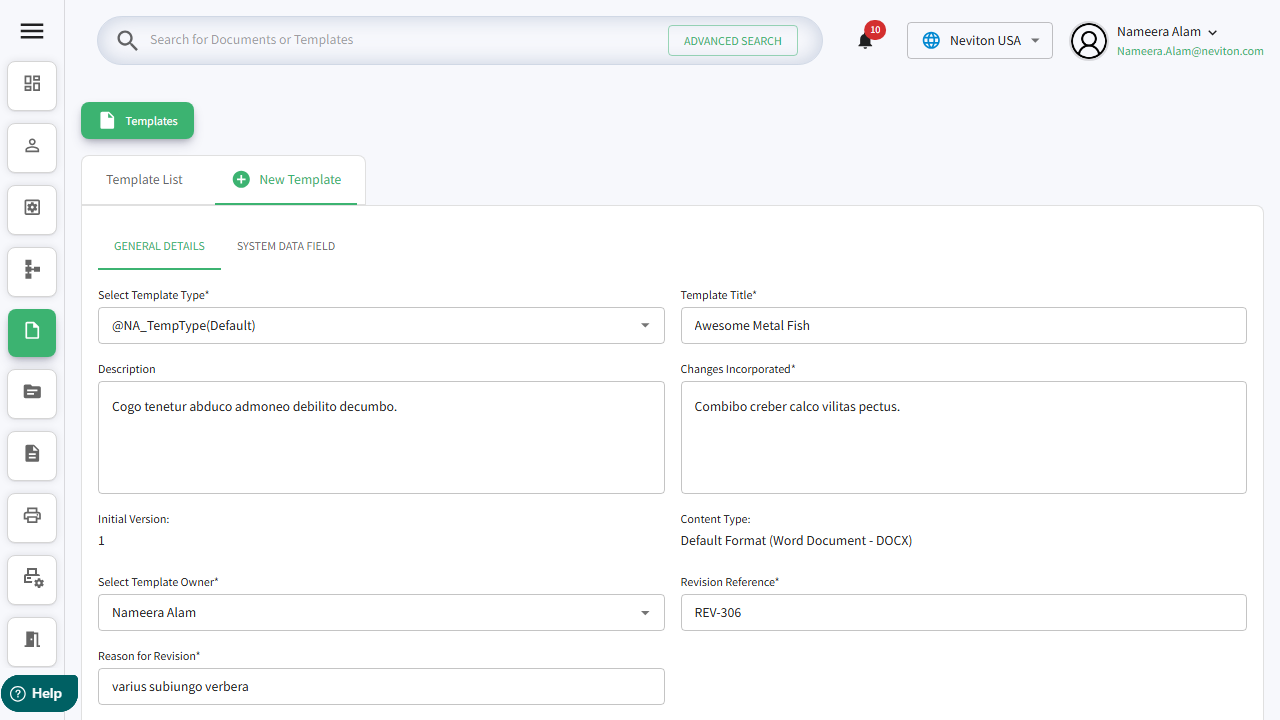 Search for Documents or Templates
ADVANCED SEARCH
10
Neviton USA
Nameera Alam
Nameera.Alam@neviton.com
Templates
Template List
New Template
GENERAL DETAILS
SYSTEM DATA FIELD
Select Template Type*
Template Title*
@NA_TempType(Default)
Awesome Metal Fish
Description
Changes Incorporated*
Cogo tenetur abduco admoneo debilito decumbo.
Combibo creber calco vilitas pectus.
Initial Version:
Content Type:
1
Default Format (Word Document - DOCX)
Select Template Owner*
Revision Reference*
Nameera Alam
REV-306
Reason for Revision*
varius subiungo verbera
? Help